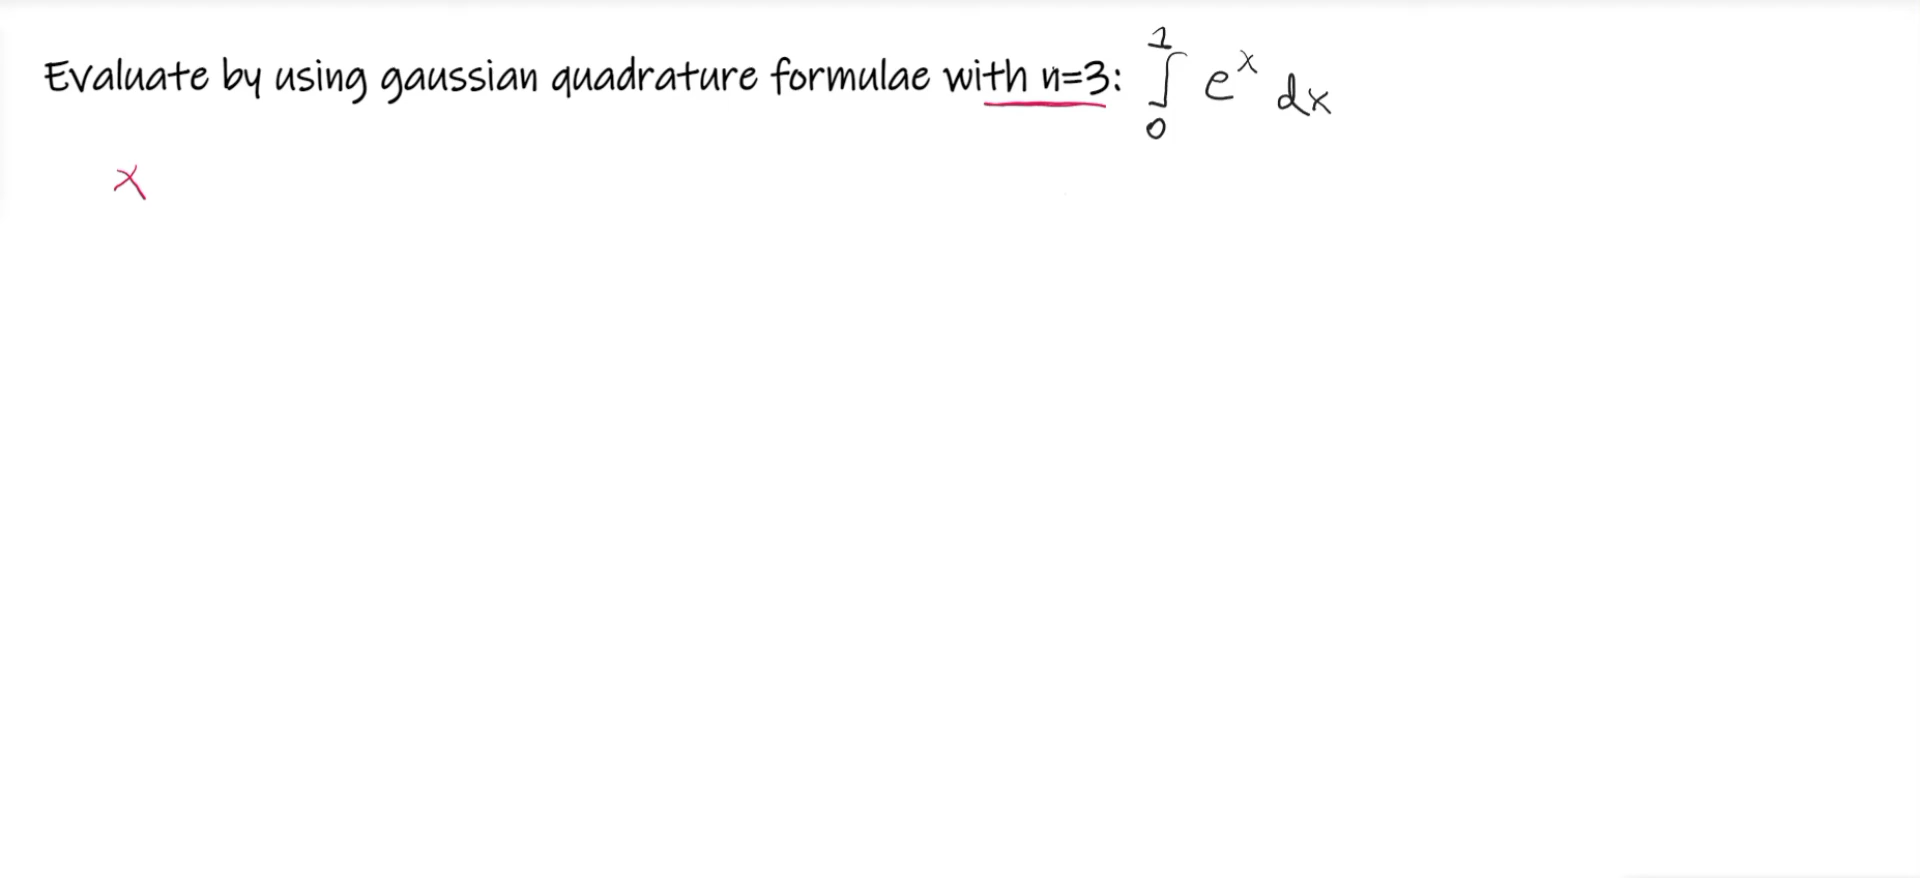 Evaluate by using gaussian quadrature formulae with n=3: ∫₀¹ eˣ dx
x